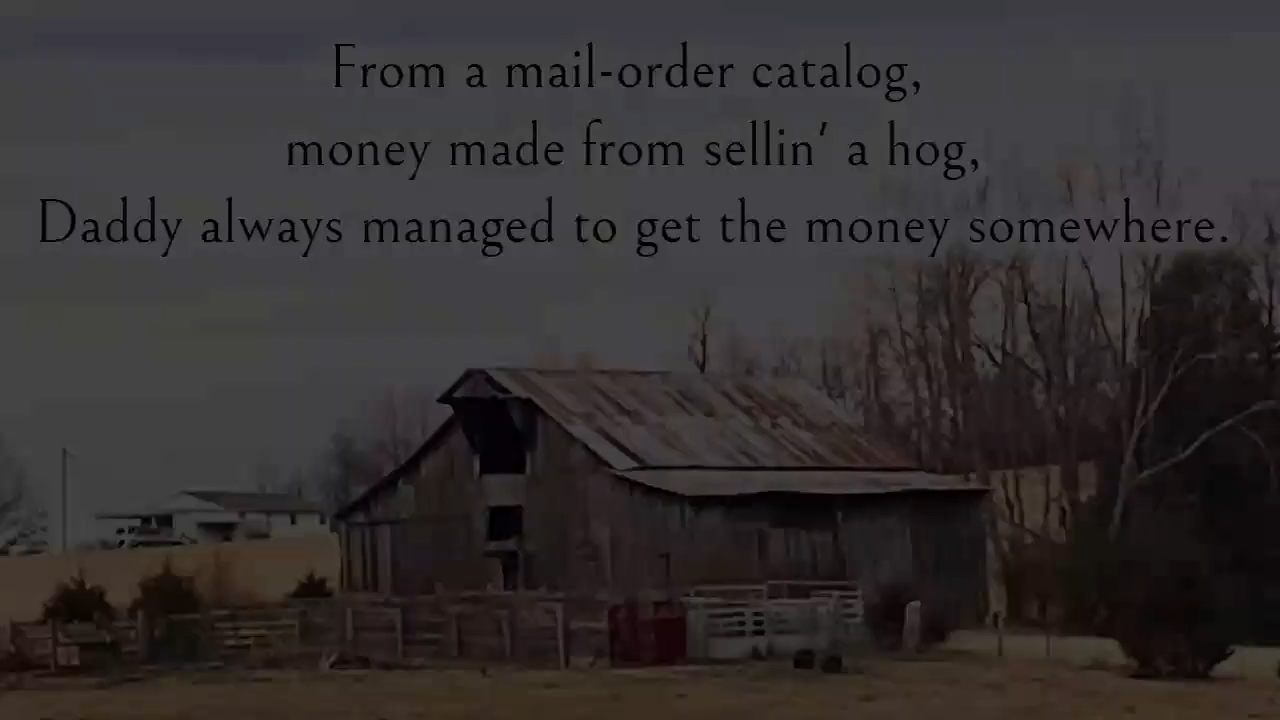 From a mail-order catalog,
money made from sellin' a hog,
Daddy always managed to get the money somewhere.